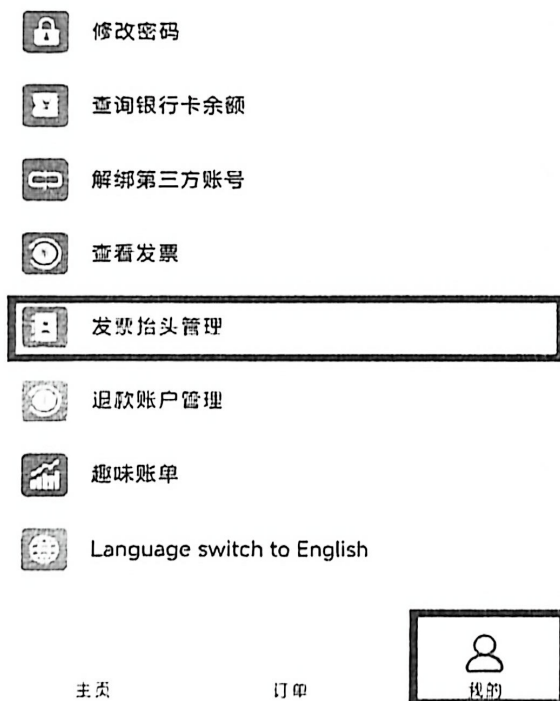 修改密码
查询银行卡余额
解绑第三方账号
查看发票
发票抬头管理
退款账户管理
趣味账单
Language switch to English
主页
订单
我的